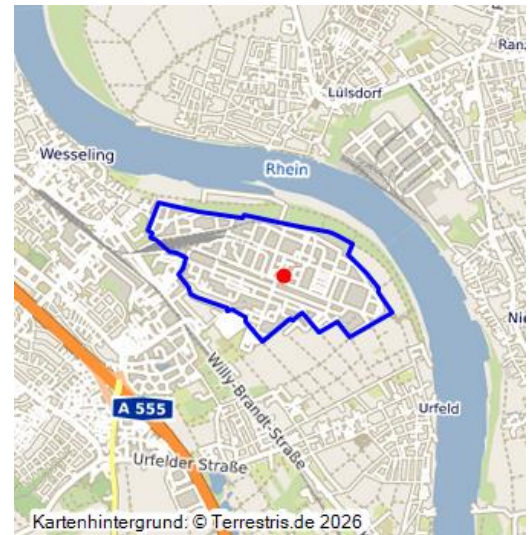 Ranz
Lülsdorf
Wesseling
Rhein
Nie
Willy-Brandt-Straße
A 555
Urfeld
Urfelder Straße
Kartenhintergrund: © Terrestris.de 2026